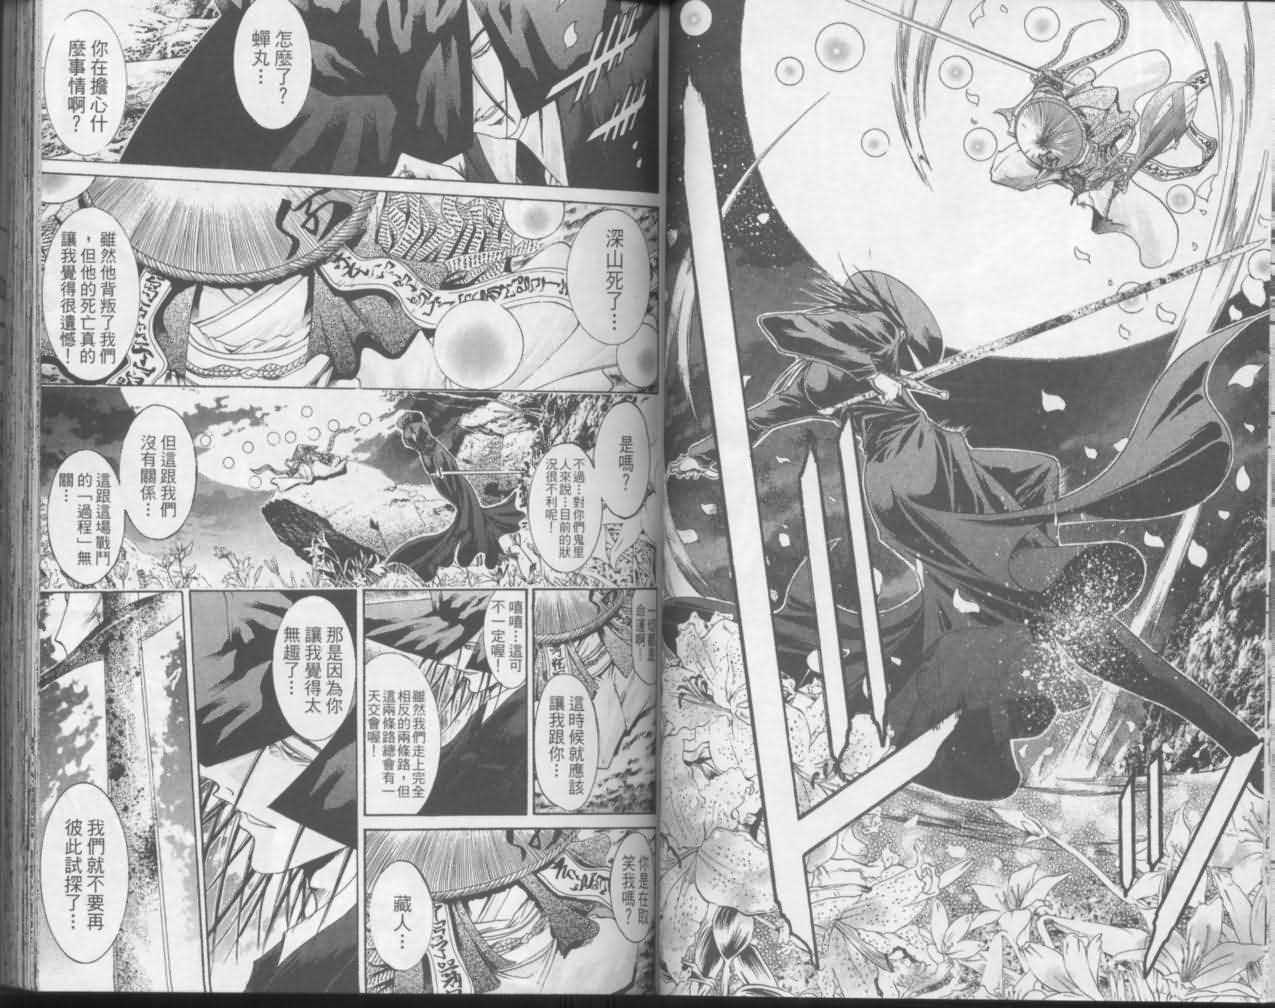 怎麼了?
蟬丸…
你在擔心什
麼事情啊?
深山死了…
雖然他背叛了我們
,但他的死亡真的
讓我覺得很遺憾!
是嗎?
不過…對你們鬼里
人來說…目前的狀
況很不利呢!
但這跟我們
沒有關係…
這跟這場戰鬥
的「過程」無
關…
一切都是
命運啊!
這時候就應該
讓我跟你…
嘻嘻…這可
不一定喔!
雖然我們走上完全
相反的兩條路,但
這兩條路總會有一
天交會喔!
你是在取
笑我嗎?
藏人…
那是因為你
讓我覺得太
無趣了…
我們就不要再
彼此試探了…